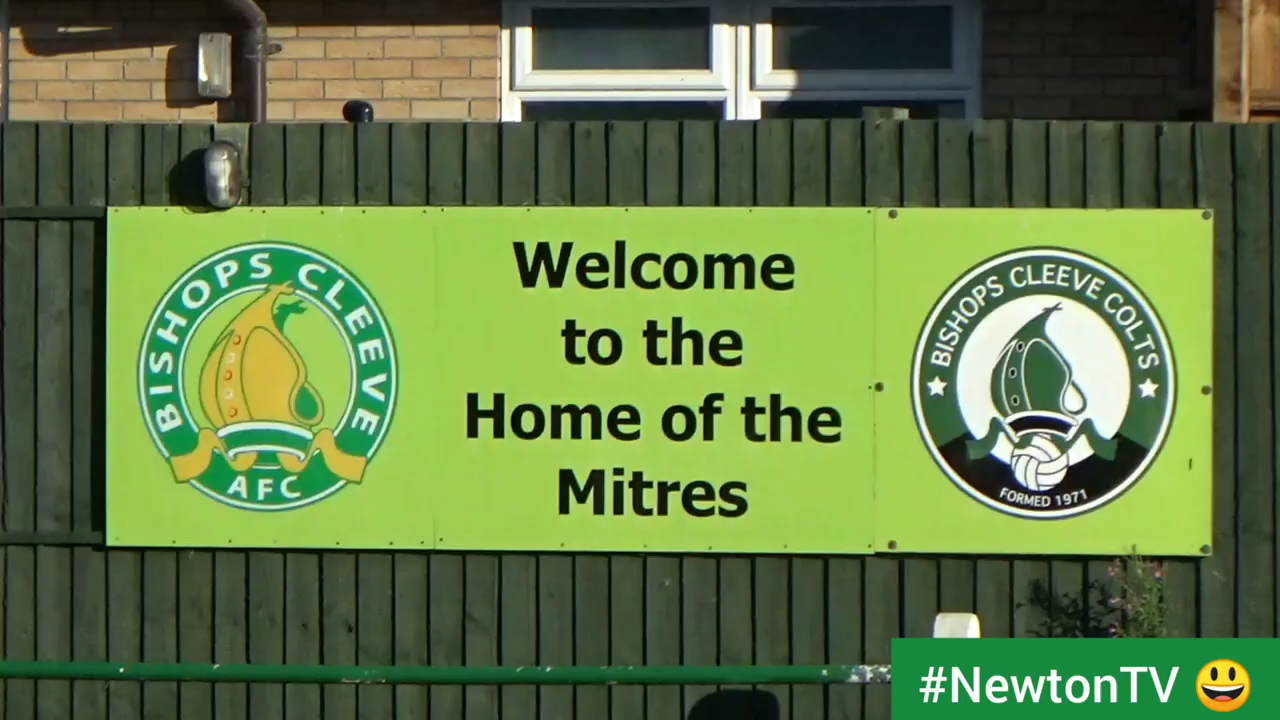 BISHOPS CLEEVE
AFC
Welcome
to the
Home of the
Mitres
BISHOPS CLEEVE COLTS
FORMED 1971
#NewtonTV 😃